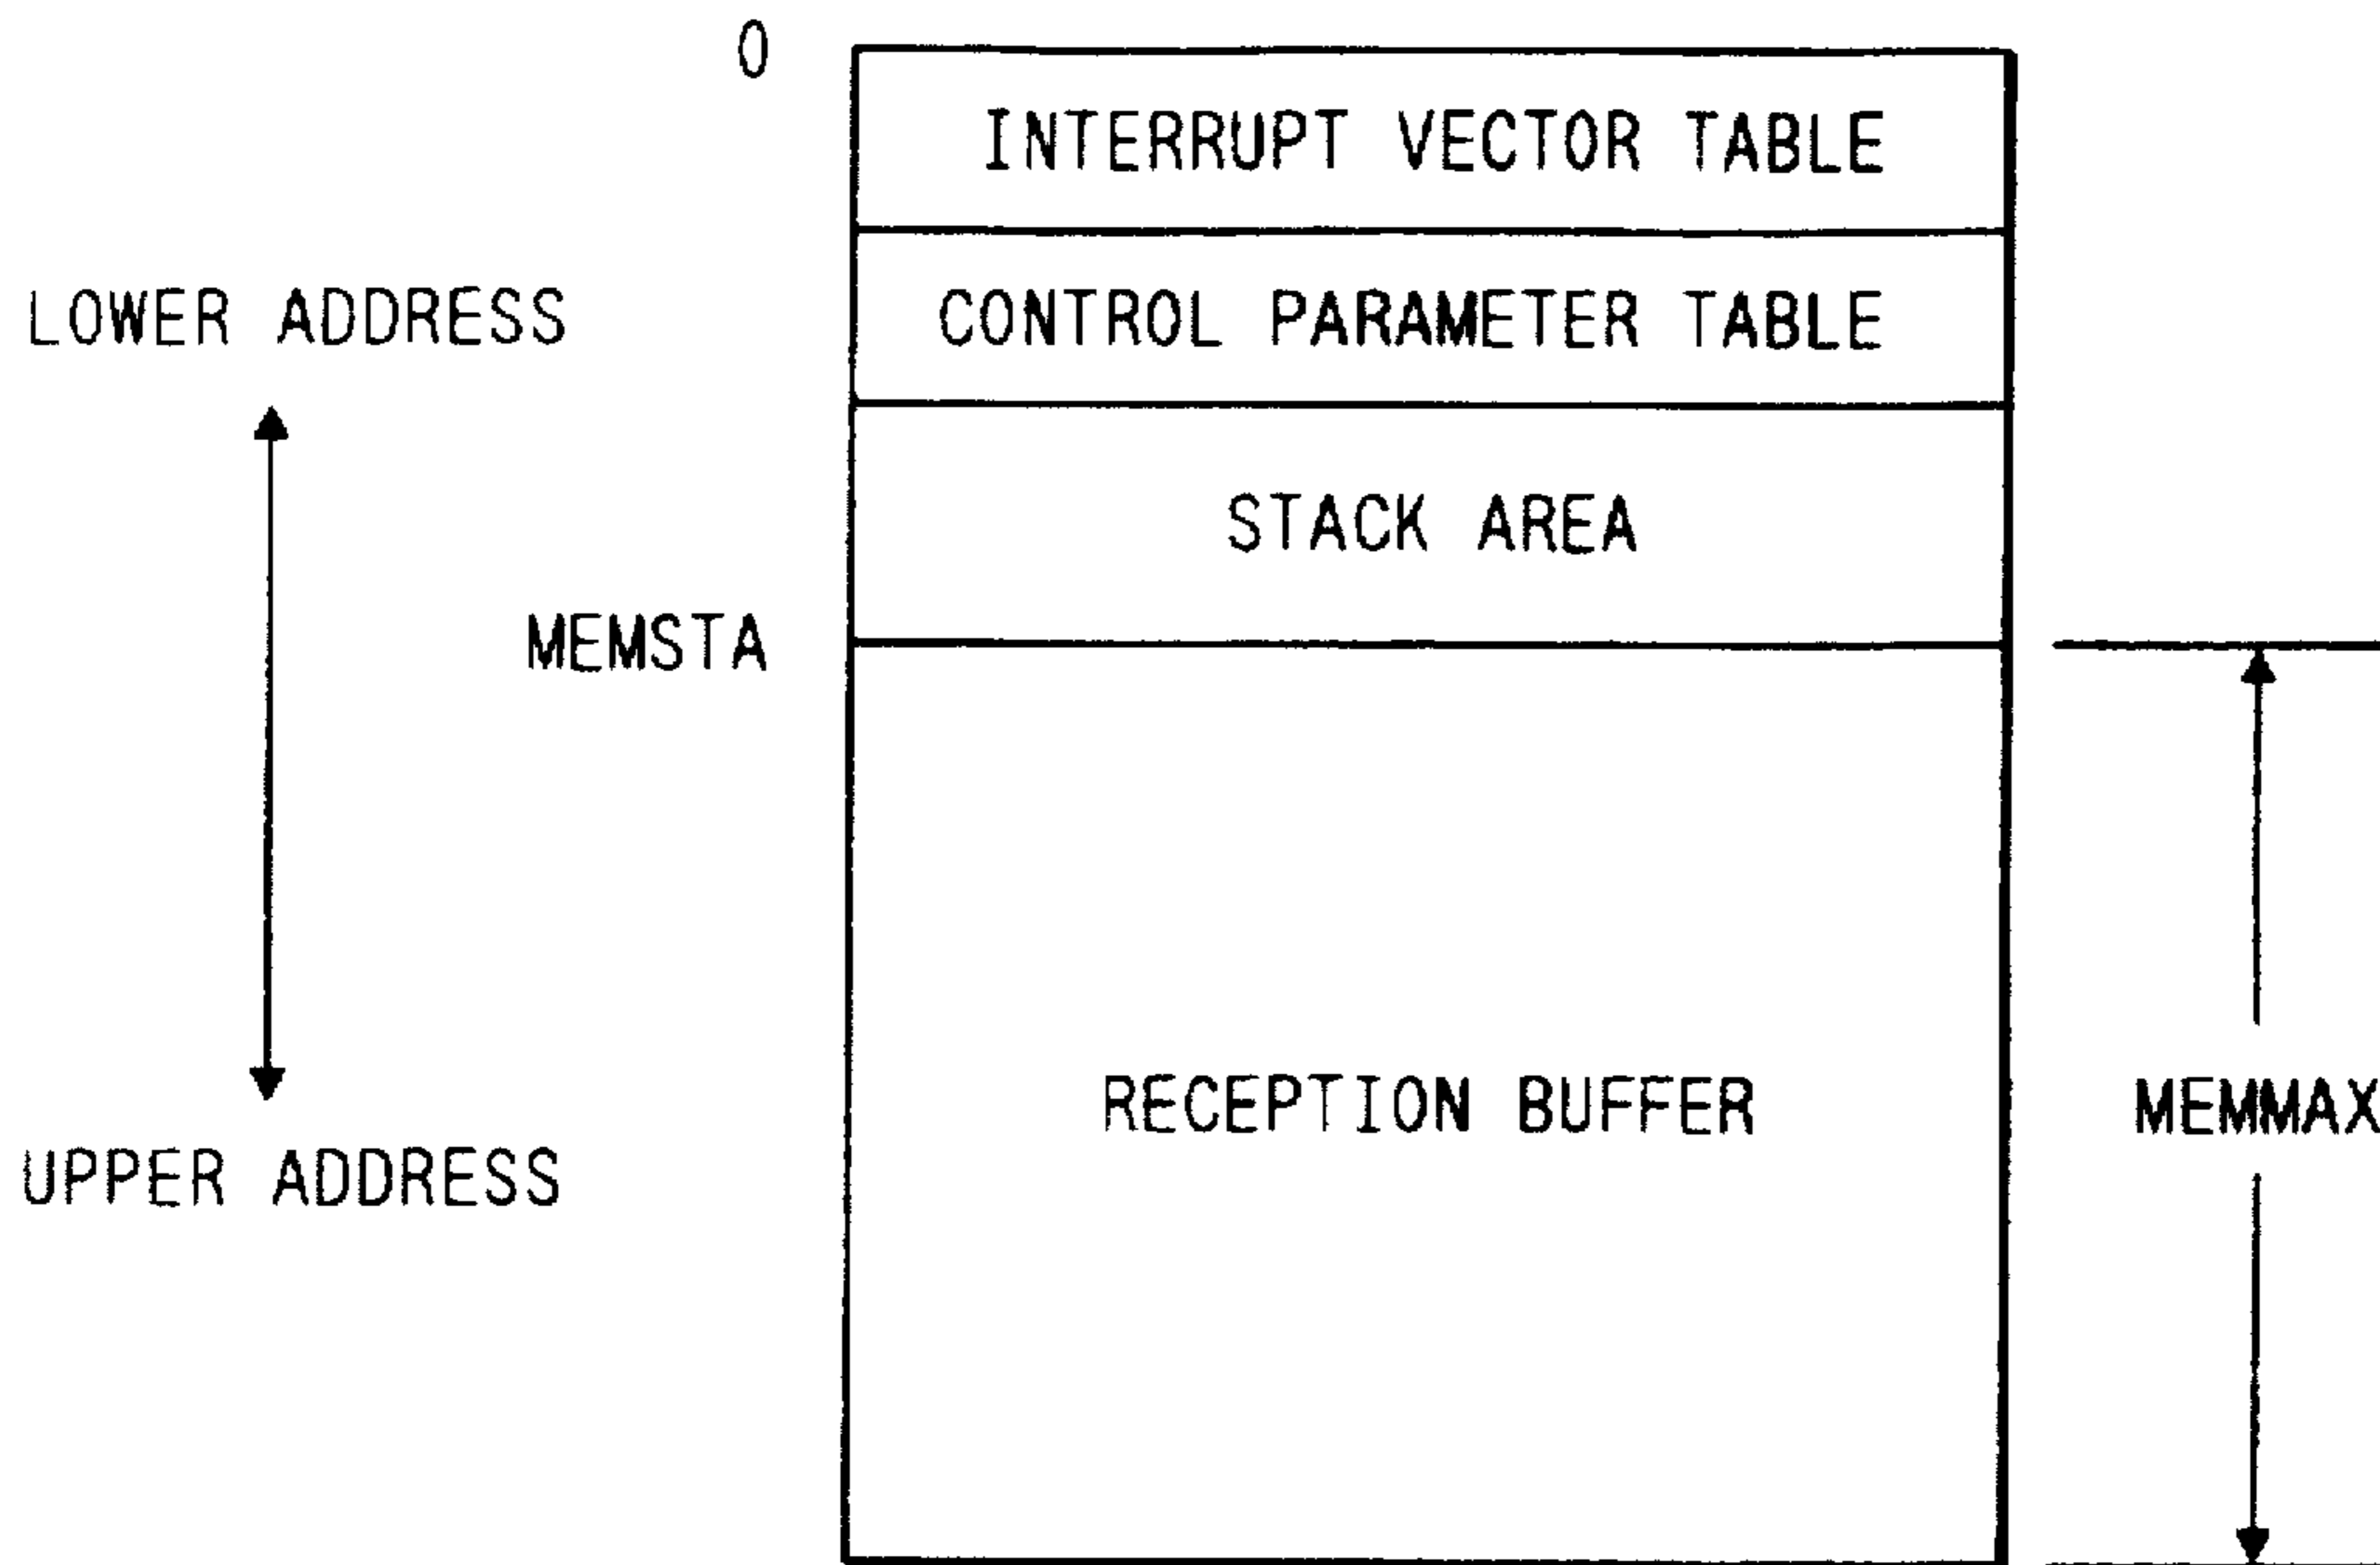 0
INTERRUPT VECTOR TABLE
LOWER ADDRESS
CONTROL PARAMETER TABLE
STACK AREA
MEMSTA
RECEPTION BUFFER
MEMMAX
UPPER ADDRESS